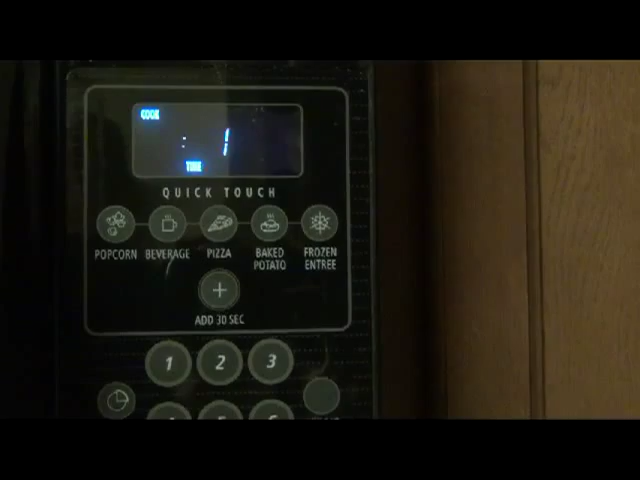 COOK
: 1
TIME
QUICK TOUCH
POPCORN BEVERAGE PIZZA BAKED POTATO FROZEN ENTREE
+
ADD 30 SEC
1 2 3